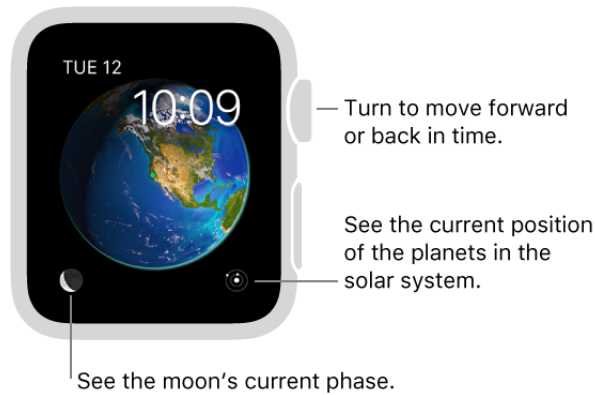 TUE 12
10:09
Turn to move forward
or back in time.
See the current position
of the planets in the
solar system.
See the moon’s current phase.